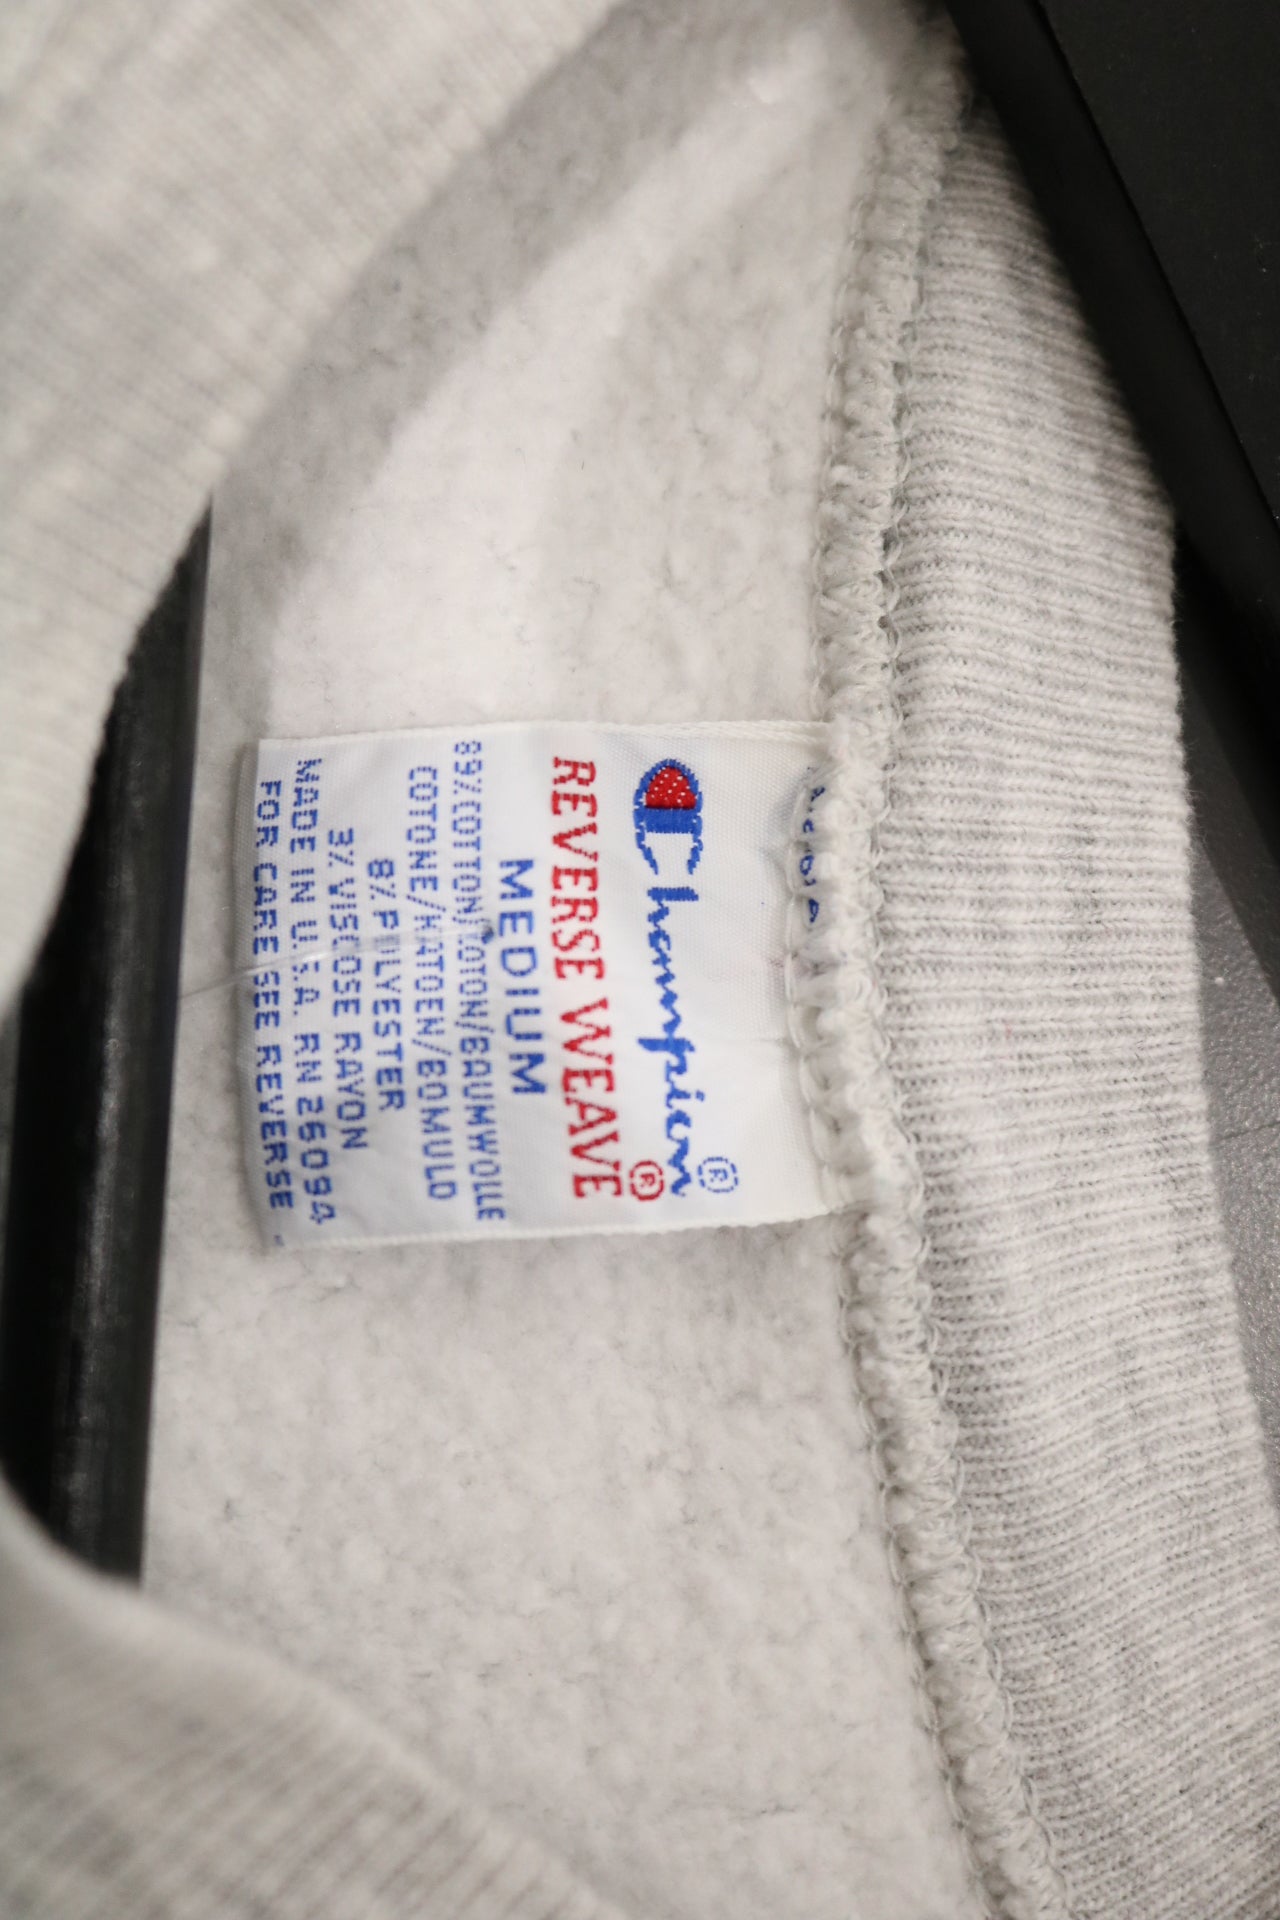 Champion®
REVERSE WEAVE®
MEDIUM
89%COTTON/COTON/BAUMWOLLE
COTONE/KATOEN/BOMULD
8% POLYESTER
3% VISCOSE RAYON
MADE IN U.S.A. RN 26094
FOR CARE SEE REVERSE